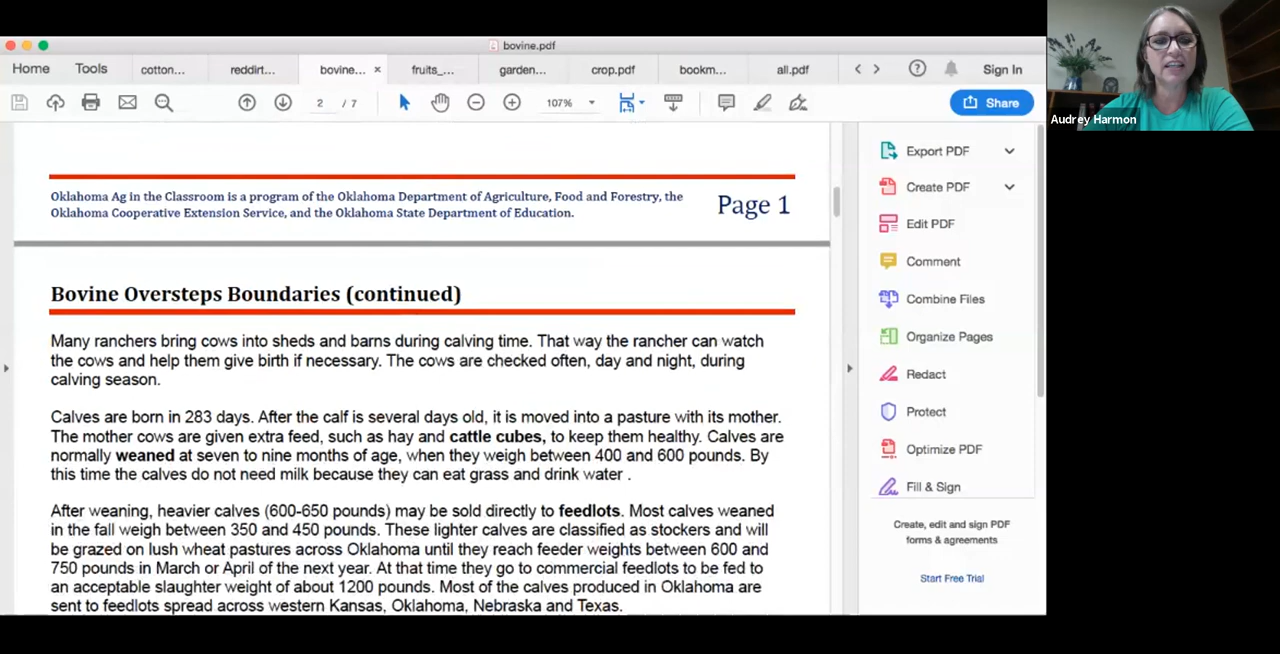 bovine.pdf
Home Tools cotton... reddirt... bovine... × fruits_... garden... crop.pdf bookm... all.pdf Sign In
2 / 7 107% Share
Audrey Harmon
Oklahoma Ag in the Classroom is a program of the Oklahoma Department of Agriculture, Food and Forestry, the
Oklahoma Cooperative Extension Service, and the Oklahoma State Department of Education.
Page 1
Bovine Oversteps Boundaries (continued)
Many ranchers bring cows into sheds and barns during calving time. That way the rancher can watch
the cows and help them give birth if necessary. The cows are checked often, day and night, during
calving season.
Calves are born in 283 days. After the calf is several days old, it is moved into a pasture with its mother.
The mother cows are given extra feed, such as hay and cattle cubes, to keep them healthy. Calves are
normally weaned at seven to nine months of age, when they weigh between 400 and 600 pounds. By
this time the calves do not need milk because they can eat grass and drink water .
After weaning, heavier calves (600-650 pounds) may be sold directly to feedlots. Most calves weaned
in the fall weigh between 350 and 450 pounds. These lighter calves are classified as stockers and will
be grazed on lush wheat pastures across Oklahoma until they reach feeder weights between 600 and
750 pounds in March or April of the next year. At that time they go to commercial feedlots to be fed to
an acceptable slaughter weight of about 1200 pounds. Most of the calves produced in Oklahoma are
sent to feedlots spread across western Kansas, Oklahoma, Nebraska and Texas.
Export PDF
Create PDF
Edit PDF
Comment
Combine Files
Organize Pages
Redact
Protect
Optimize PDF
Fill & Sign
Create, edit and sign PDF
forms & agreements
Start Free Trial